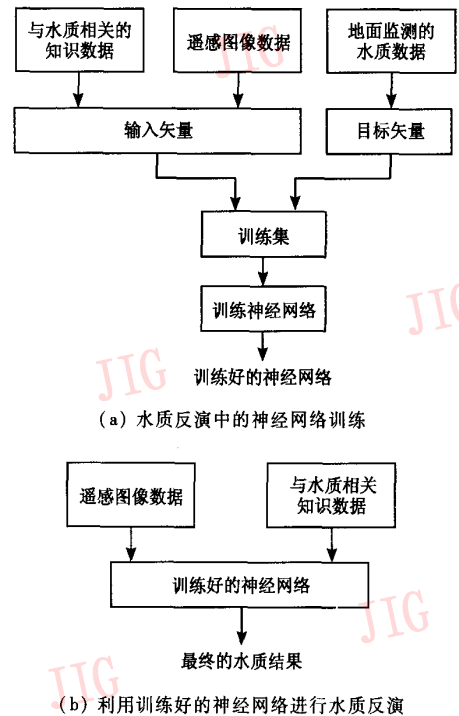 与水质相关的
知识数据
遥感图像数据
地面监测的
水质数据
输入矢量
目标矢量
训练集
训练神经网络
训练好的神经网络
(a) 水质反演中的神经网络训练
遥感图像数据
与水质相关
知识数据
训练好的神经网络
最终的水质结果
(b) 利用训练好的神经网络进行水质反演
JIG
JIG
JIG
JIG
JIG